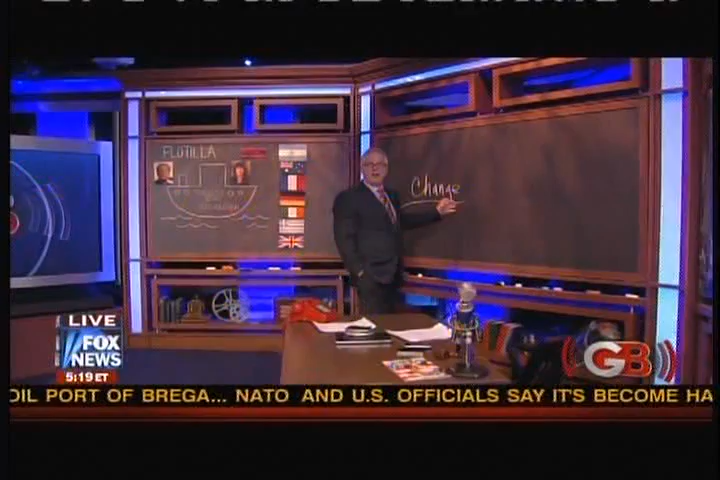 FLOTILLA
Change
LIVE
FOX
NEWS
5:19 ET
GB
OIL PORT OF BREGA... NATO AND U.S. OFFICIALS SAY IT'S BECOME HA